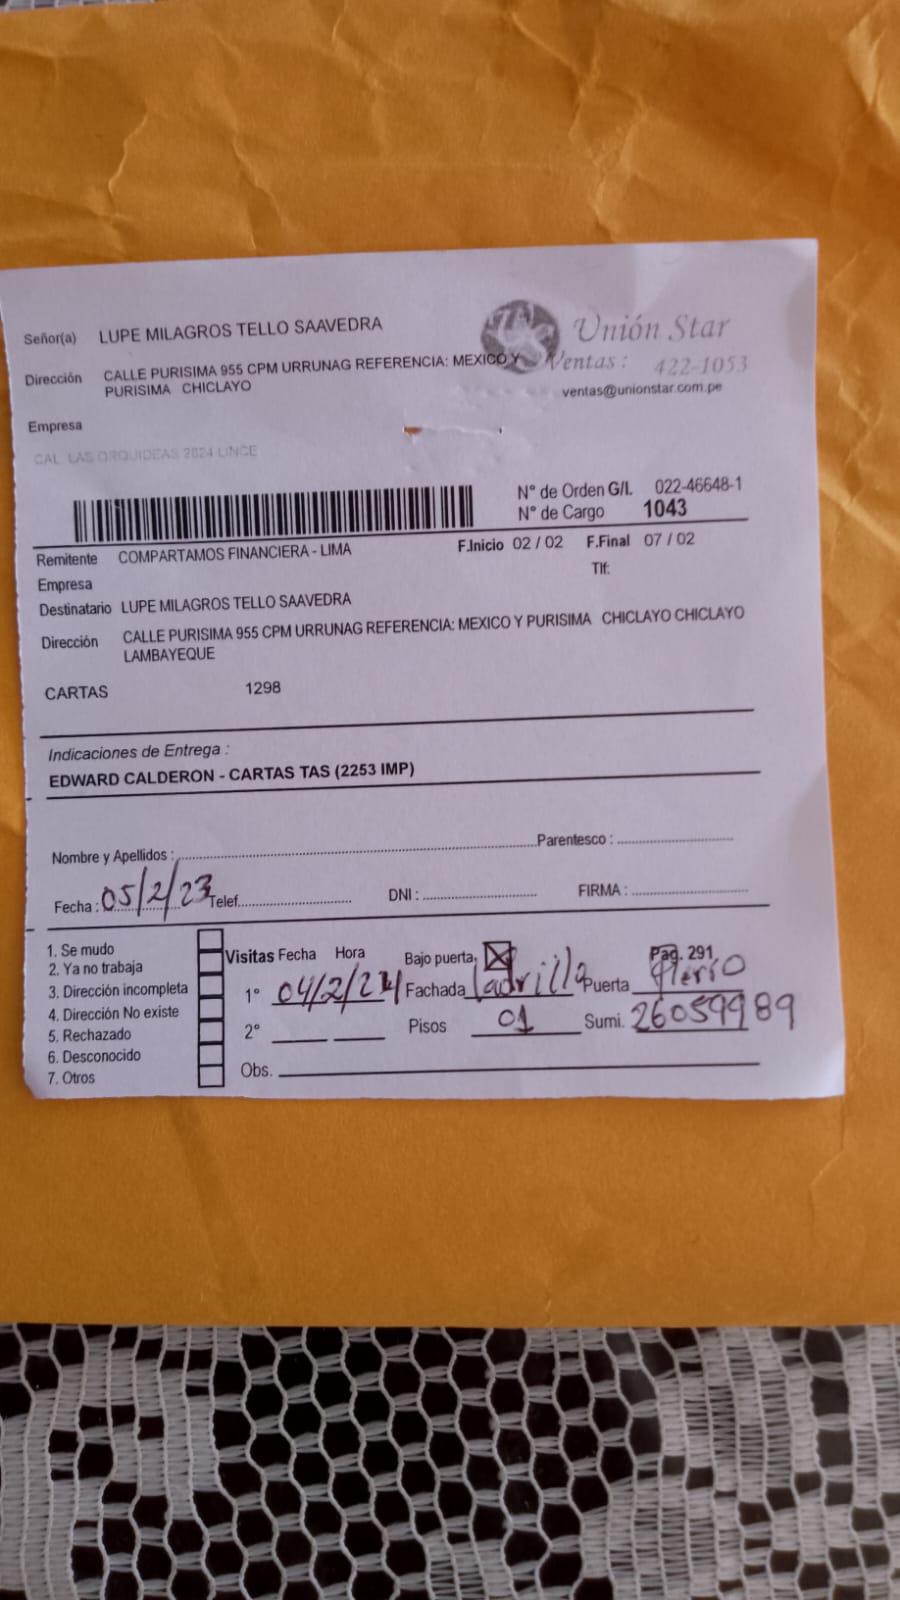 Señor(a) LUPE MILAGROS TELLO SAAVEDRA
Unión Star
Dirección CALLE PURISIMA 955 CPM URRUNAG REFERENCIA: MEXICO Y
PURISIMA CHICLAYO
Ventas : 422-1053
ventas@unionstar.com.pe
Empresa
CAL. LAS ORQUIDEAS 2624 LINCE
N° de Orden G/L 022-46648-1
N° de Cargo 1043
Remitente COMPARTAMOS FINANCIERA - LIMA
F.Inicio 02 / 02 F.Final 07 / 02
Empresa
Tlf:
Destinatario LUPE MILAGROS TELLO SAAVEDRA
Dirección CALLE PURISIMA 955 CPM URRUNAG REFERENCIA: MEXICO Y PURISIMA CHICLAYO CHICLAYO
LAMBAYEQUE
CARTAS 1298
Indicaciones de Entrega :
EDWARD CALDERON - CARTAS TAS (2253 IMP)
Nombre y Apellidos : Parentesco :
Fecha : 05/2/23 Telef. DNI : FIRMA :
1. Se mudo
2. Ya no trabaja
3. Dirección incompleta
4. Dirección No existe
5. Rechazado
6. Desconocido
7. Otros
Visitas Fecha Hora Bajo puerta Pag. 291
1° 04/2/24 Fachada ladrillo Puerta fierro
2° Pisos 01 Sumi. 26059989
Obs.